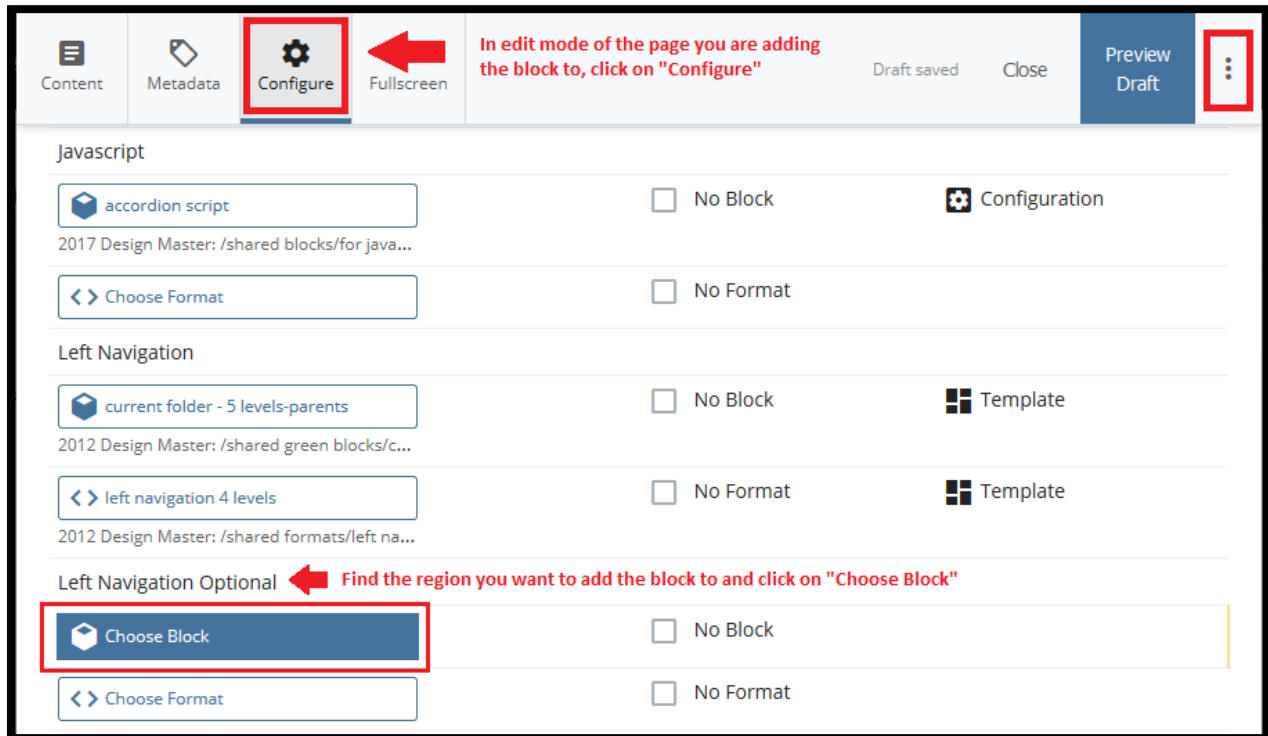 Content
Metadata
Configure
Fullscreen
In edit mode of the page you are adding
the block to, click on "Configure"
Draft saved
Close
Preview
Draft
Javascript
accordion script
No Block
Configuration
2017 Design Master: /shared blocks/for java...
Choose Format
No Format
Left Navigation
current folder - 5 levels-parents
No Block
Template
2012 Design Master: /shared green blocks/c...
left navigation 4 levels
No Format
Template
2012 Design Master: /shared formats/left na...
Left Navigation Optional
Find the region you want to add the block to and click on "Choose Block"
Choose Block
No Block
Choose Format
No Format